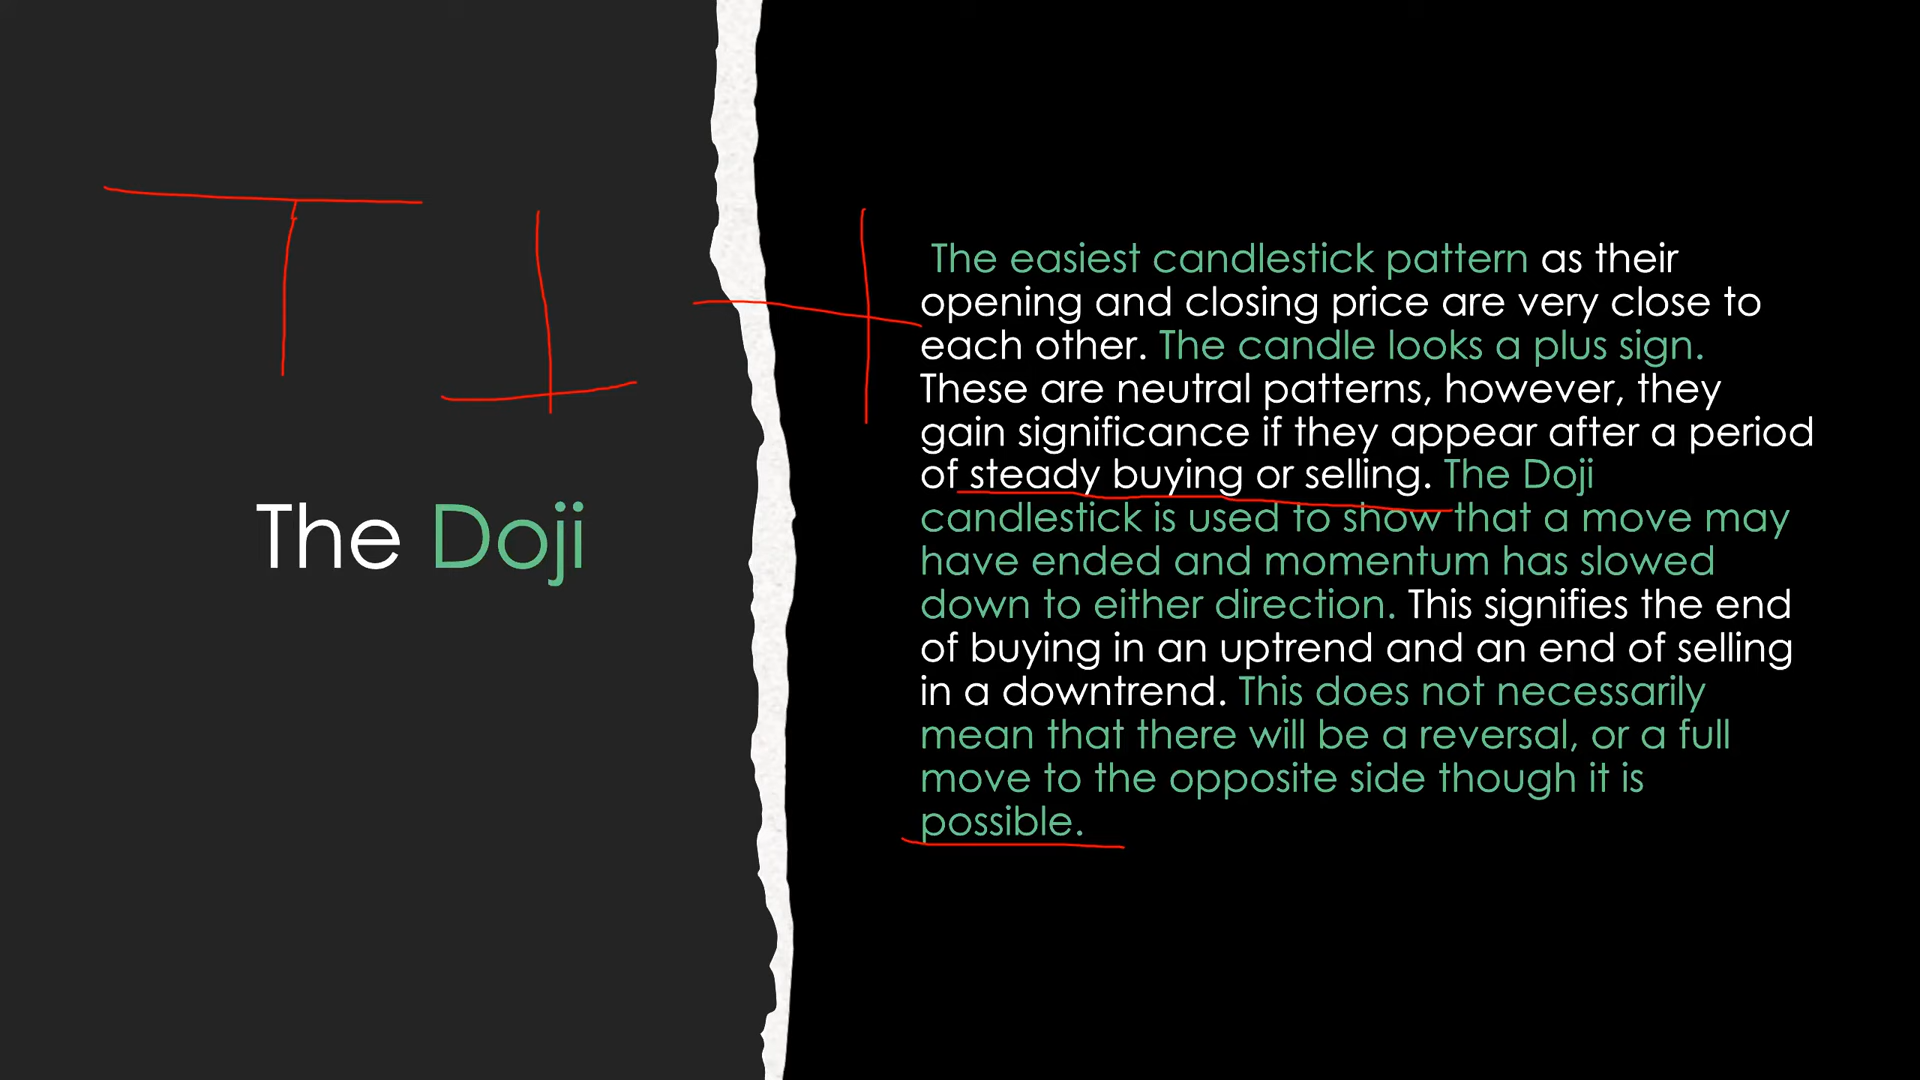 The Doji
The easiest candlestick pattern as their
opening and closing price are very close to
each other. The candle looks a plus sign.
These are neutral patterns, however, they
gain significance if they appear after a period
of steady buying or selling. The Doji
candlestick is used to show that a move may
have ended and momentum has slowed
down to either direction. This signifies the end
of buying in an uptrend and an end of selling
in a downtrend. This does not necessarily
mean that there will be a reversal, or a full
move to the opposite side though it is
possible.